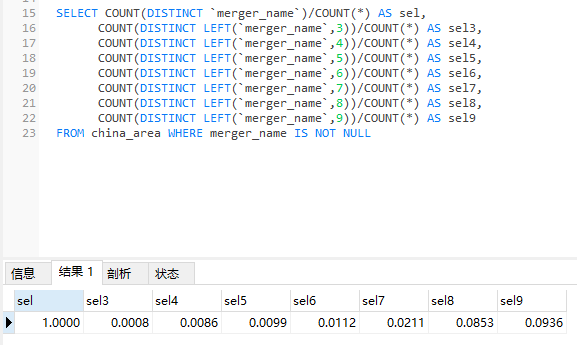 15 SELECT COUNT(DISTINCT `merger_name`)/COUNT(*) AS sel,
16 COUNT(DISTINCT LEFT(`merger_name`,3))/COUNT(*) AS sel3,
17 COUNT(DISTINCT LEFT(`merger_name`,4))/COUNT(*) AS sel4,
18 COUNT(DISTINCT LEFT(`merger_name`,5))/COUNT(*) AS sel5,
19 COUNT(DISTINCT LEFT(`merger_name`,6))/COUNT(*) AS sel6,
20 COUNT(DISTINCT LEFT(`merger_name`,7))/COUNT(*) AS sel7,
21 COUNT(DISTINCT LEFT(`merger_name`,8))/COUNT(*) AS sel8,
22 COUNT(DISTINCT LEFT(`merger_name`,9))/COUNT(*) AS sel9
23 FROM china_area WHERE merger_name IS NOT NULL
信息 结果 1 剖析 状态
sel sel3 sel4 sel5 sel6 sel7 sel8 sel9
1.0000 0.0008 0.0086 0.0099 0.0112 0.0211 0.0853 0.0936